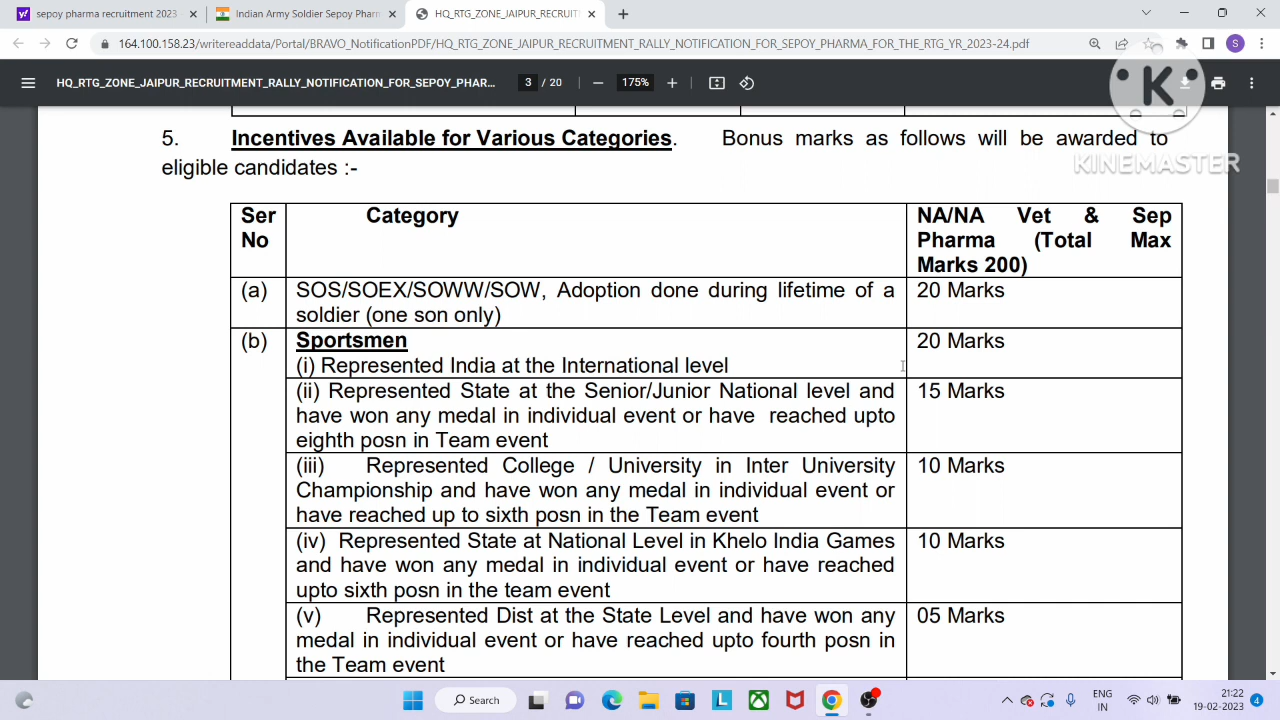 sepoy pharma recruitment 2023
Indian Army Soldier Sepoy Pharm
HQ_RTG_ZONE_JAIPUR_RECRUIT
164.100.158.23/writereaddata/Portal/BRAVO_NotificationPDF/HQ_RTG_ZONE_JAIPUR_RECRUITMENT_RALLY_NOTIFICATION_FOR_SEPOY_PHARMA_FOR_THE_RTG_YR_2023-24.pdf
S
HQ_RTG_ZONE_JAIPUR_RECRUITMENT_RALLY_NOTIFICATION_FOR_SEPOY_PHAR...
3 / 20
175%
K
KINEMASTER
5. Incentives Available for Various Categories. Bonus marks as follows will be awarded to
eligible candidates :-
Ser No
Category
NA/NA Vet & Sep
Pharma (Total Max
Marks 200)
(a) SOS/SOEX/SOWW/SOW, Adoption done during lifetime of a 20 Marks
soldier (one son only)
(b) Sportsmen 20 Marks
(i) Represented India at the International level
(ii) Represented State at the Senior/Junior National level and 15 Marks
have won any medal in individual event or have reached upto
eighth posn in Team event
(iii) Represented College / University in Inter University 10 Marks
Championship and have won any medal in individual event or
have reached up to sixth posn in the Team event
(iv) Represented State at National Level in Khelo India Games 10 Marks
and have won any medal in individual event or have reached
upto sixth posn in the team event
(v) Represented Dist at the State Level and have won any 05 Marks
medal in individual event or have reached upto fourth posn in
the Team event
Search
ENG
IN
21:22
19-02-2023
4